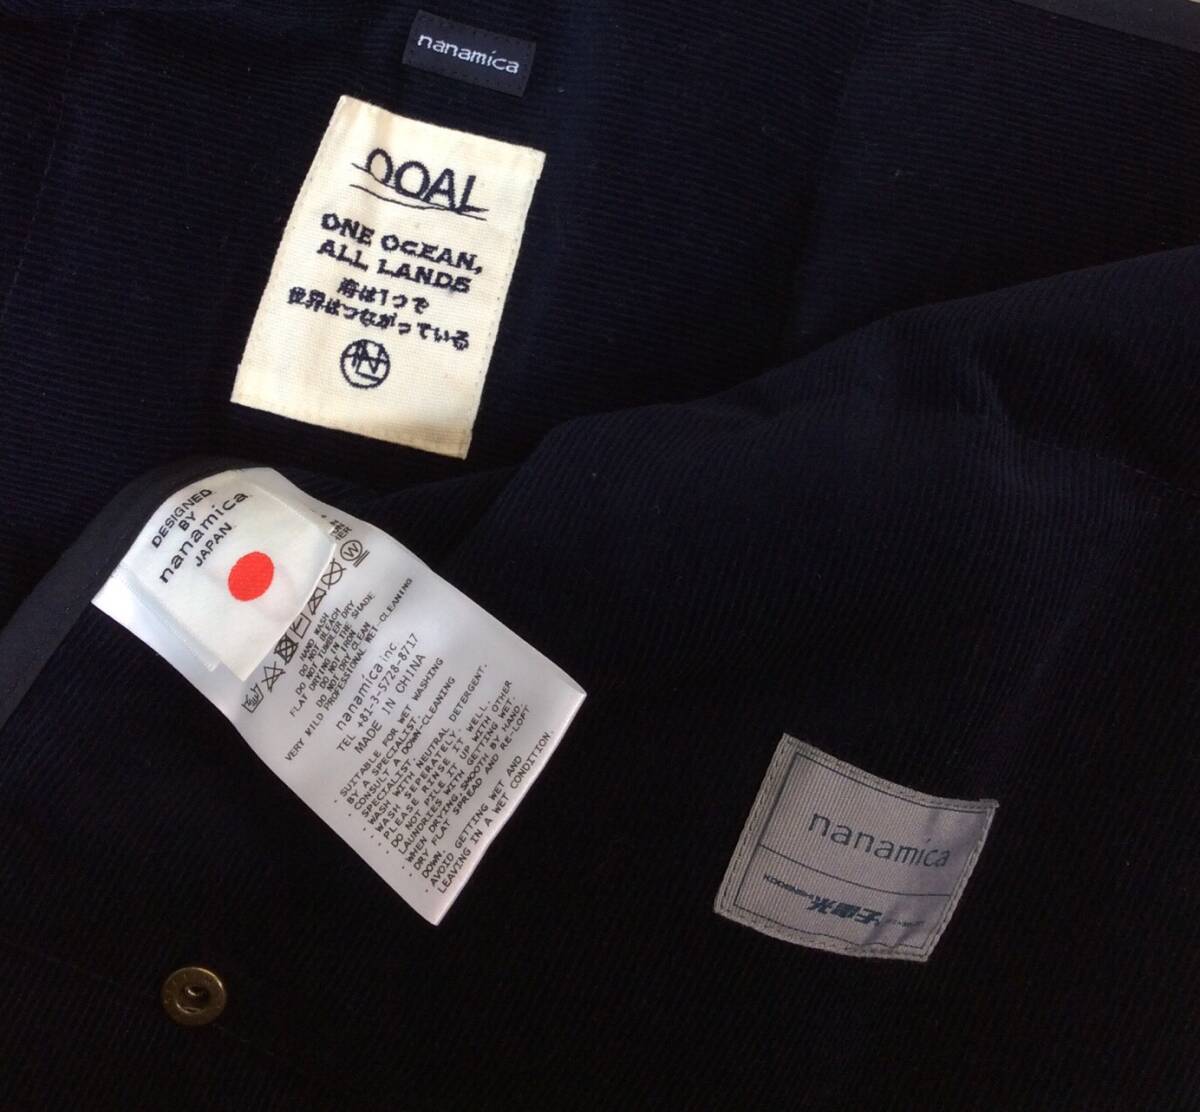 nanamica
OOAL
ONE OCEAN,
ALL LANDS
海は1つで
世界はつながっている
DESIGNED
BY
nanamica
JAPAN
W
HAND WASH
DO NOT BLEACH
DO NOT TUMBLER DRY
FLAT DRYING IN THE SHADE
DO NOT IRON
DO NOT DRY CLEAN
VERY MILD PROFESSIONAL WET-CLEANING
nanamica inc.
TEL +81-3-5728-8717
MADE IN CHINA
· SUITABLE FOR WET WASHING
BY A SPECIALIST.
CONSULT A DOWN-CLEANING
SPECIALIST.
· WASH WITH NEUTRAL DETERGENT.
· WASH SEPERATELY.
· PLEASE RINSE IT WELL.
· DO NOT PILE IT UP WITH OTHER
LAUNDRIES WITH GETTING WET.
· WHEN DRYING,SMOOTH BY HAND,
DOWN, SPREAD AND RE-LOFT
· DRY FLAT
· AVOID GETTING WET AND
LEAVING IN A WET CONDITION.
nanamica
光電子